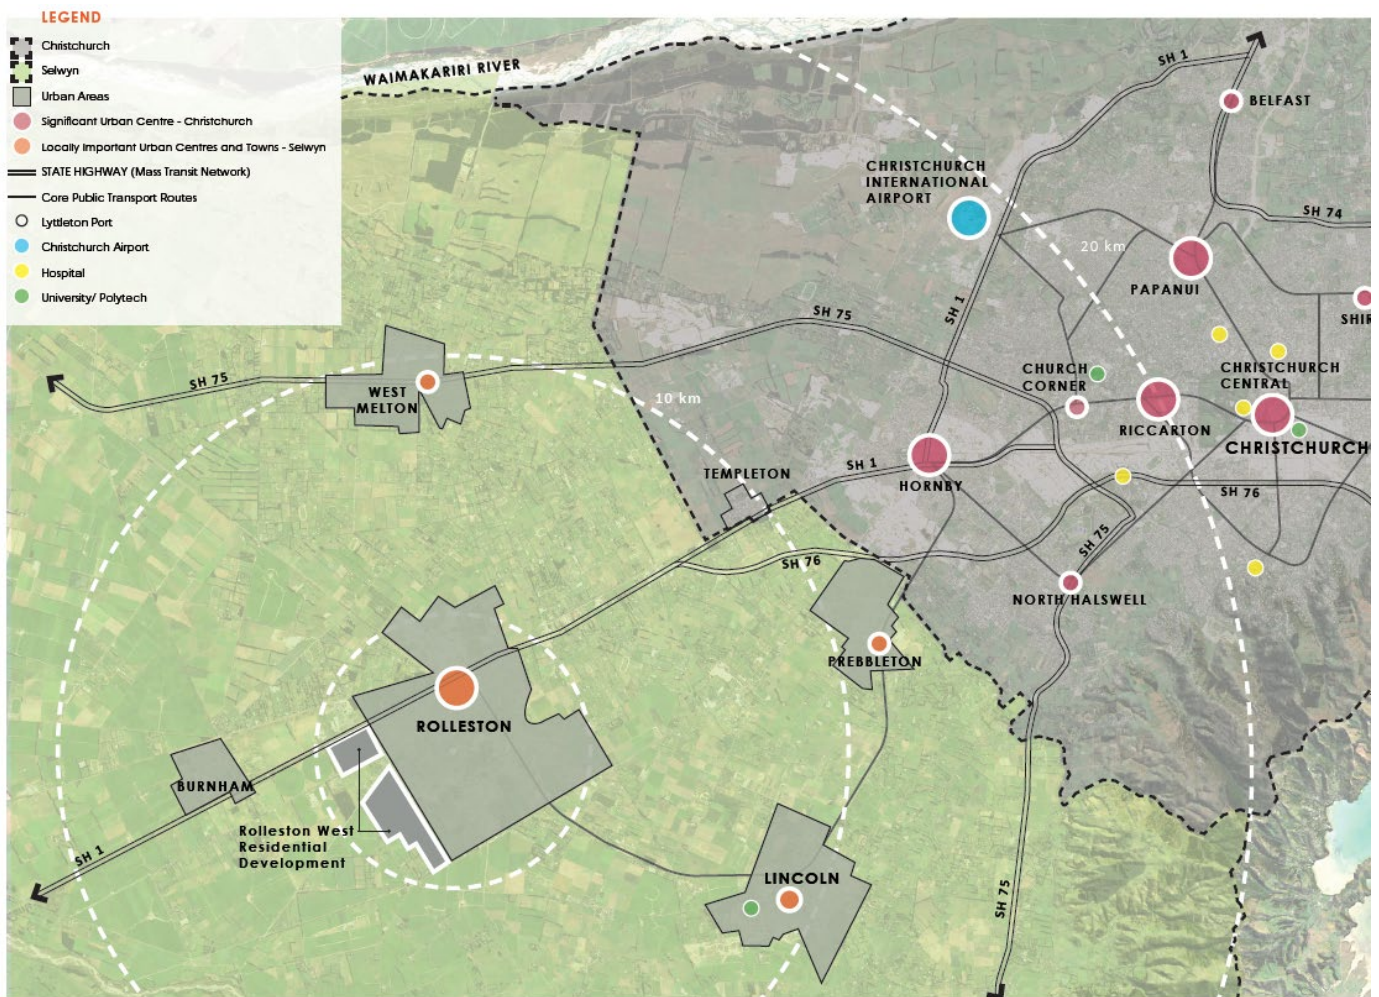 LEGEND
Christchurch
Selwyn
Urban Areas
Significant Urban Centre - Christchurch
Locally Important Urban Centres and Towns - Selwyn
STATE HIGHWAY (Mass Transit Network)
Core Public Transport Routes
Lyttleton Port
Christchurch Airport
Hospital
University/ Polytech
WAIMAKARIRI RIVER
SH 1
BELFAST
CHRISTCHURCH
INTERNATIONAL
AIRPORT
SH 74
20 km
PAPANUI
SH 1
SHIR
SH 75
SH 75
WEST
MELTON
10 km
CHURCH
CORNER
CHRISTCHURCH
CENTRAL
RICCARTON
CHRISTCHURCH
TEMPLETON
SH 1
HORNBY
SH 76
SH 75
SH 76
NORTH HALSWELL
PREBBLETON
ROLLESTON
BURNHAM
Rolleston West
Residential
Development
SH 1
LINCOLN
SH 75